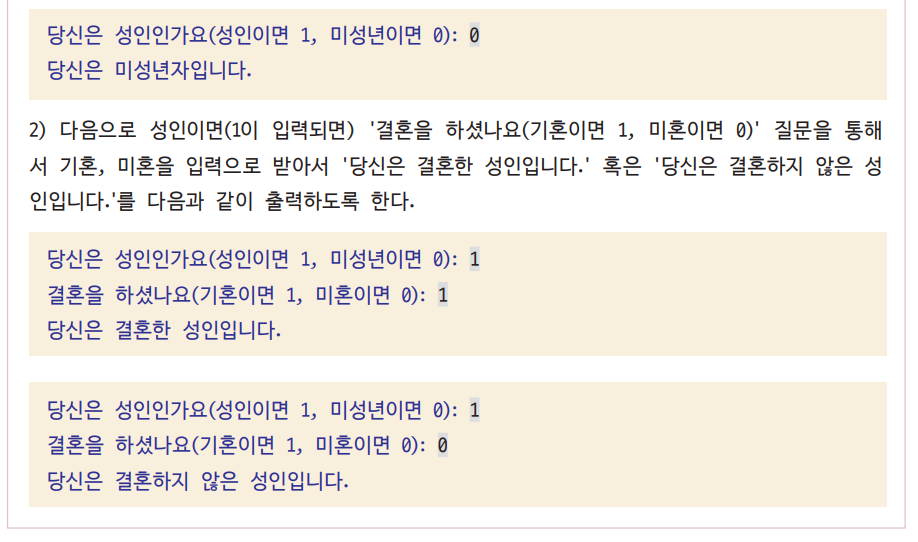 당신은 성인인가요(성인이면 1, 미성년이면 0): 0
당신은 미성년자입니다.
2) 다음으로 성인이면(1이 입력되면) '결혼을 하셨나요(기혼이면 1, 미혼이면 0)' 질문을 통해
서 기혼, 미혼을 입력으로 받아서 '당신은 결혼한 성인입니다.' 혹은 '당신은 결혼하지 않은 성
인입니다.'를 다음과 같이 출력하도록 한다.
당신은 성인인가요(성인이면 1, 미성년이면 0): 1
결혼을 하셨나요(기혼이면 1, 미혼이면 0): 1
당신은 결혼한 성인입니다.
당신은 성인인가요(성인이면 1, 미성년이면 0): 1
결혼을 하셨나요(기혼이면 1, 미혼이면 0): 0
당신은 결혼하지 않은 성인입니다.